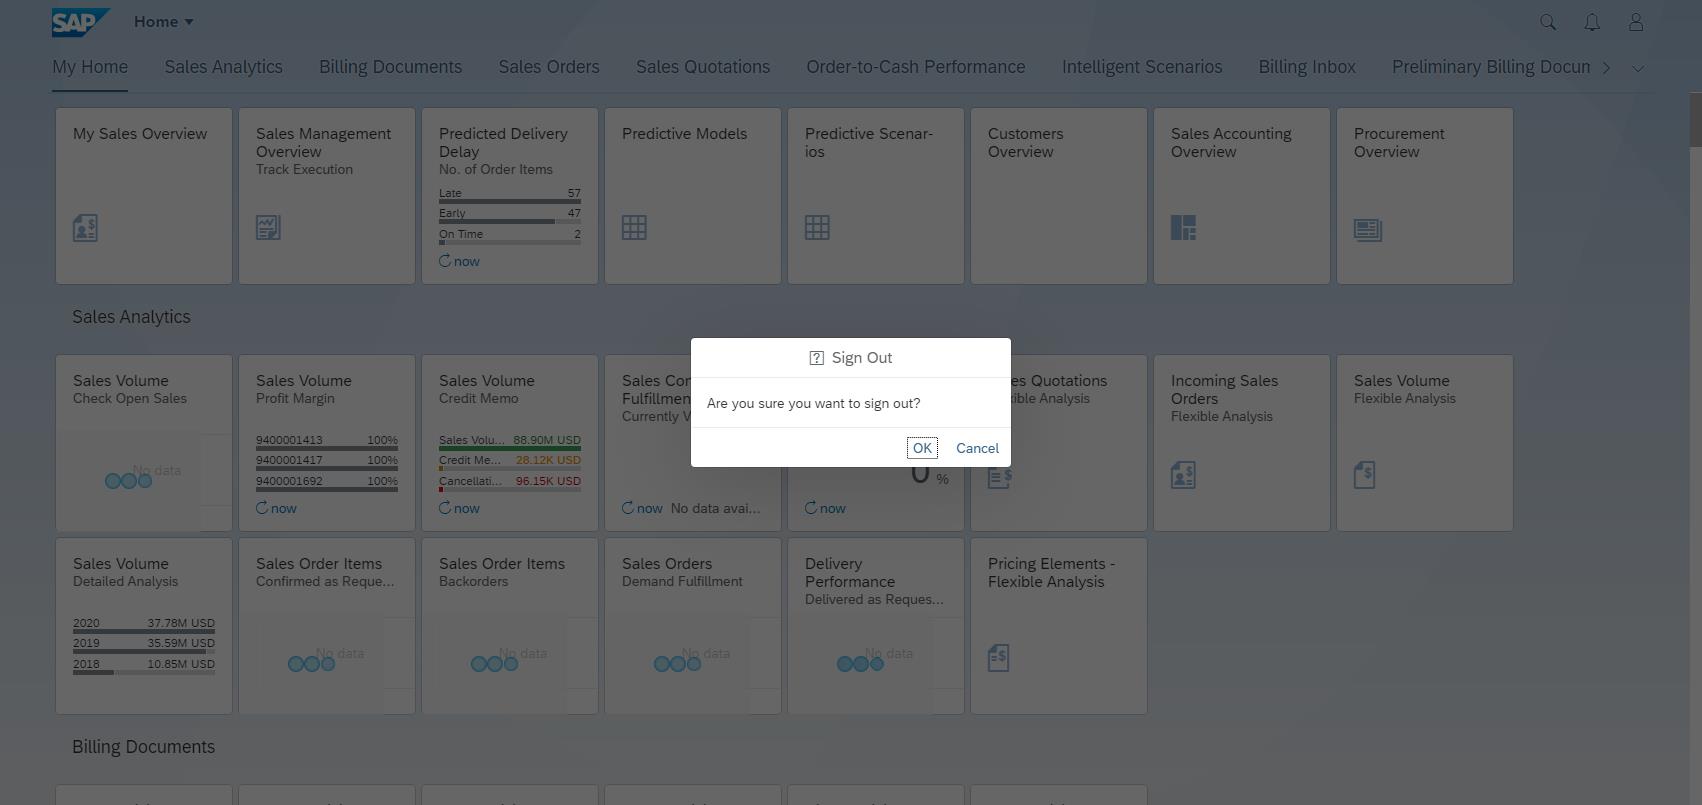 SAP Home
My Home Sales Analytics Billing Documents Sales Orders Sales Quotations Order-to-Cash Performance Intelligent Scenarios Billing Inbox Preliminary Billing Docum
My Sales Overview
Sales Management
Overview
Track Execution
Predicted Delivery
Delay
No. of Order Items
Late 57
Early 47
On Time 2
now
Predictive Models
Predictive Scenar-
ios
Customers
Overview
Sales Accounting
Overview
Procurement
Overview
Sales Analytics
Sales Volume
Check Open Sales
No data
Sales Volume
Profit Margin
9400001413 100%
9400001417 100%
9400001692 100%
now
Sales Volume
Credit Memo
Sales Volu... 88.90M USD
Credit Me... 28.12K USD
Cancellati... 96.15K USD
now
Sales Con
Fulfillmen
Currently V
now No data avai...
0 %
now
es Quotations
xible Analysis
Incoming Sales
Orders
Flexible Analysis
Sales Volume
Flexible Analysis
Sign Out
Are you sure you want to sign out?
OK Cancel
Sales Volume
Detailed Analysis
2020 37.78M USD
2019 35.59M USD
2018 10.85M USD
Sales Order Items
Confirmed as Reque...
No data
Sales Order Items
Backorders
No data
Sales Orders
Demand Fulfillment
No data
Delivery
Performance
Delivered as Reques...
No data
Pricing Elements -
Flexible Analysis
Billing Documents